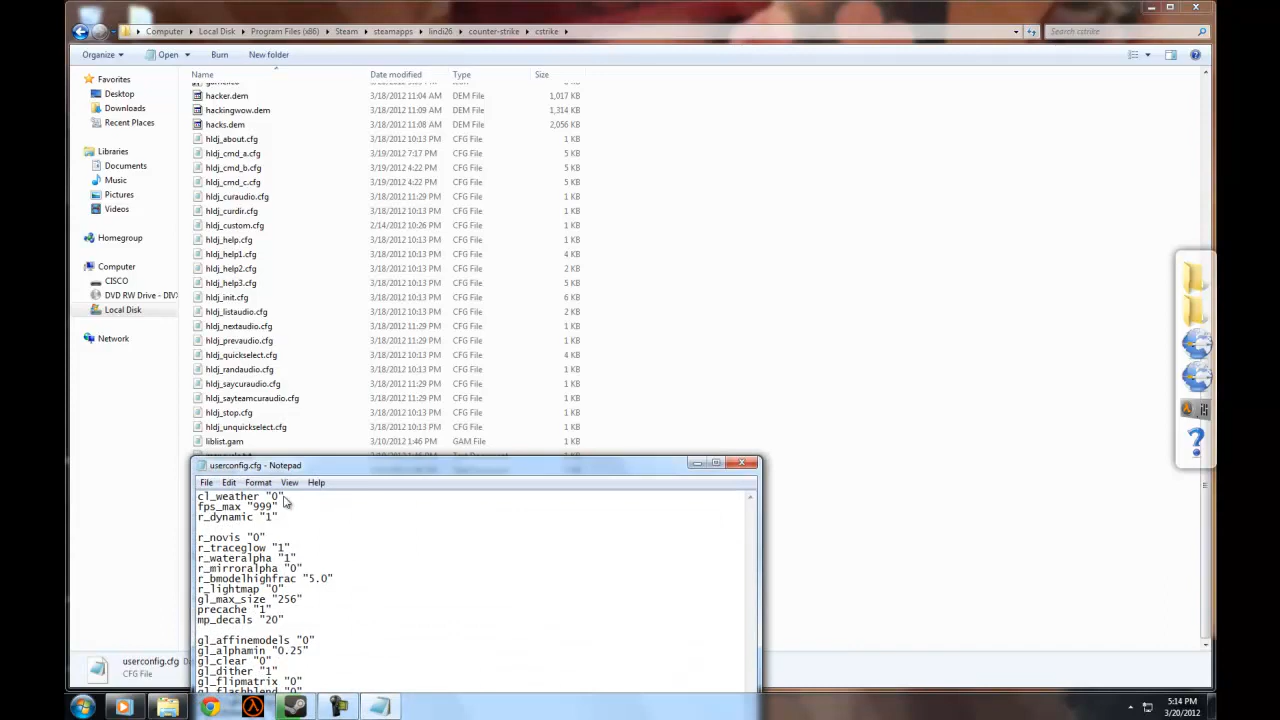 Computer Local Disk Program Files (x86) Steam steamapps lindi26 counter-strike cstrike Search cstrike
Organize Open Burn New folder
Name Date modified Type Size
Favorites
Desktop
Downloads
Recent Places
Libraries
Documents
Music
Pictures
Videos
Homegroup
Computer
CISCO
DVD RW Drive - DIV
Local Disk
Network
hacker.dem 3/18/2012 11:04 AM DEM File 1,017 KB
hackingwow.dem 3/18/2012 11:09 AM DEM File 1,314 KB
hacks.dem 3/18/2012 11:08 AM DEM File 2,056 KB
hldj_about.cfg 3/18/2012 10:13 PM CFG File 1 KB
hldj_cmd_a.cfg 3/19/2012 7:17 PM CFG File 5 KB
hldj_cmd_b.cfg 3/19/2012 4:22 PM CFG File 5 KB
hldj_cmd_c.cfg 3/19/2012 4:22 PM CFG File 5 KB
hldj_curaudio.cfg 3/18/2012 11:29 PM CFG File 1 KB
hldj_curdir.cfg 3/18/2012 10:13 PM CFG File 1 KB
hldj_custom.cfg 2/14/2012 10:26 PM CFG File 1 KB
hldj_help.cfg 3/18/2012 10:13 PM CFG File 1 KB
hldj_help1.cfg 3/18/2012 10:13 PM CFG File 4 KB
hldj_help2.cfg 3/18/2012 10:13 PM CFG File 2 KB
hldj_help3.cfg 3/18/2012 10:13 PM CFG File 5 KB
hldj_init.cfg 3/18/2012 10:13 PM CFG File 6 KB
hldj_listaudio.cfg 3/18/2012 10:13 PM CFG File 2 KB
hldj_nextaudio.cfg 3/18/2012 11:29 PM CFG File 1 KB
hldj_prevaudio.cfg 3/18/2012 11:29 PM CFG File 1 KB
hldj_quickselect.cfg 3/18/2012 10:13 PM CFG File 4 KB
hldj_randaudio.cfg 3/18/2012 11:29 PM CFG File 1 KB
hldj_saycuraudio.cfg 3/18/2012 11:29 PM CFG File 1 KB
hldj_sayteamcuraudio.cfg 3/18/2012 11:29 PM CFG File 1 KB
hldj_stop.cfg 3/18/2012 10:13 PM CFG File 1 KB
hldj_unquickselect.cfg 3/18/2012 10:13 PM CFG File 1 KB
liblist.gam 3/10/2012 1:46 PM GAM File 1 KB
userconfig.cfg - Notepad
File Edit Format View Help
cl_weather "0"
fps_max "999"
r_dynamic "1"
r_novis "0"
r_traceglow "1"
r_wateralpha "1"
r_mirroralpha "0"
r_bmodelhighfrac "5.0"
r_lightmap "0"
gl_max_size "256"
precache "1"
mp_decals "20"
gl_affinemodels "0"
gl_alphamin "0.25"
gl_clear "0"
gl_dither "1"
gl_flipmatrix "0"
gl_flashblend "0"
userconfig.cfg
CFG File
5:14 PM
3/20/2012